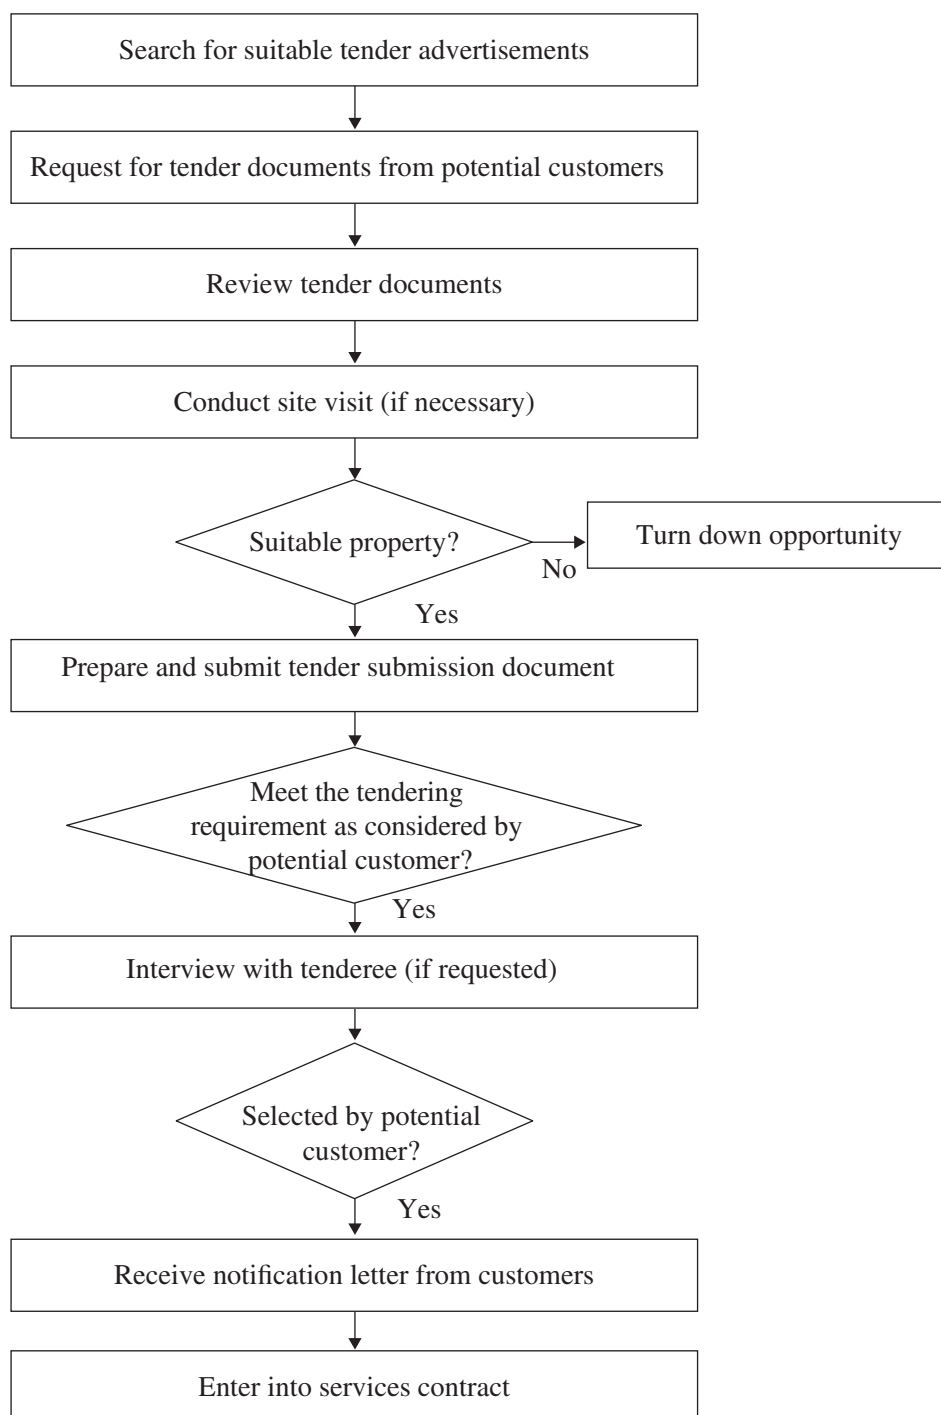 Search for suitable tender advertisements
Request for tender documents from potential customers
Review tender documents
Conduct site visit (if necessary)
Suitable property?
Turn down opportunity
No
Yes
Prepare and submit tender submission document
Meet the tendering
requirement as considered by
potential customer?
Yes
Interview with tenderee (if requested)
Selected by potential
customer?
Yes
Receive notification letter from customers
Enter into services contract